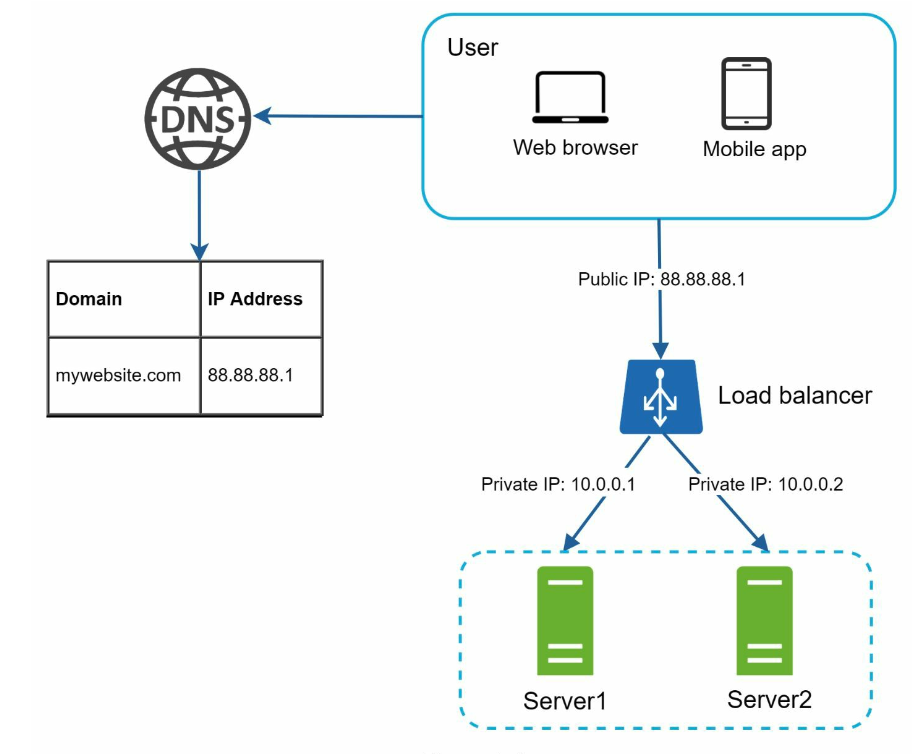 User
DNS
Web browser
Mobile app
Public IP: 88.88.88.1
Domain
IP Address
mywebsite.com
88.88.88.1
Load balancer
Private IP: 10.0.0.1
Private IP: 10.0.0.2
Server1
Server2